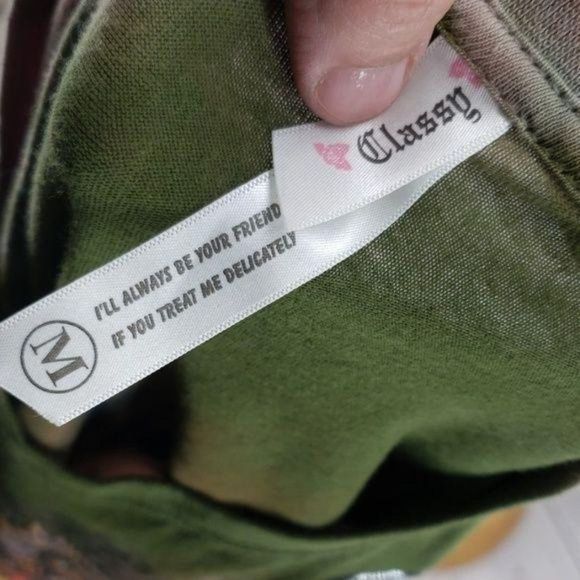 Classy
I'LL ALWAYS BE YOUR FRIEND
IF YOU TREAT ME DELICATELY
M